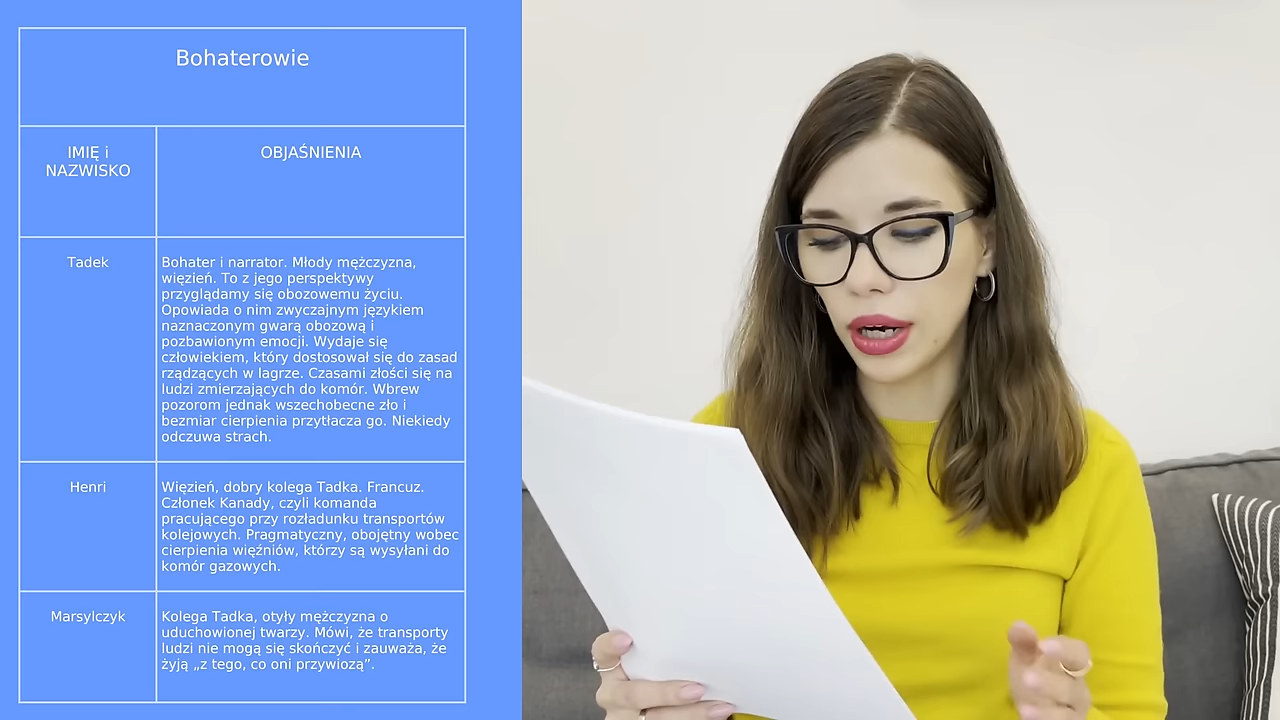 Bohaterowie
IMIĘ i
NAZWISKO
OBJAŚNIENIA
Tadek
Bohater i narrator. Młody mężczyzna,
więzień. To z jego perspektywy
przyglądamy się obozowemu życiu.
Opowiada o nim zwyczajnym językiem
naznaczonym gwarą obozową i
pozbawionym emocji. Wydaje się
człowiekiem, który dostosował się do zasad
rządzących w lagrze. Czasami złości się na
ludzi zmierzających do komór. Wbrew
pozorom jednak wszechobecne zło i
bezmiar cierpienia przytłacza go. Niekiedy
odczuwa strach.
Henri
Więzień, dobry kolega Tadka. Francuz.
Członek Kanady, czyli komanda
pracującego przy rozładunku transportów
kolejowych. Pragmatyczny, obojętny wobec
cierpienia więźniów, którzy są wysyłani do
komór gazowych.
Marsylczyk
Kolega Tadka, otyły mężczyzna o
uduchowionej twarzy. Mówi, że transporty
ludzi nie mogą się skończyć i zauważa, że
żyją „z tego, co oni przywiozą”.